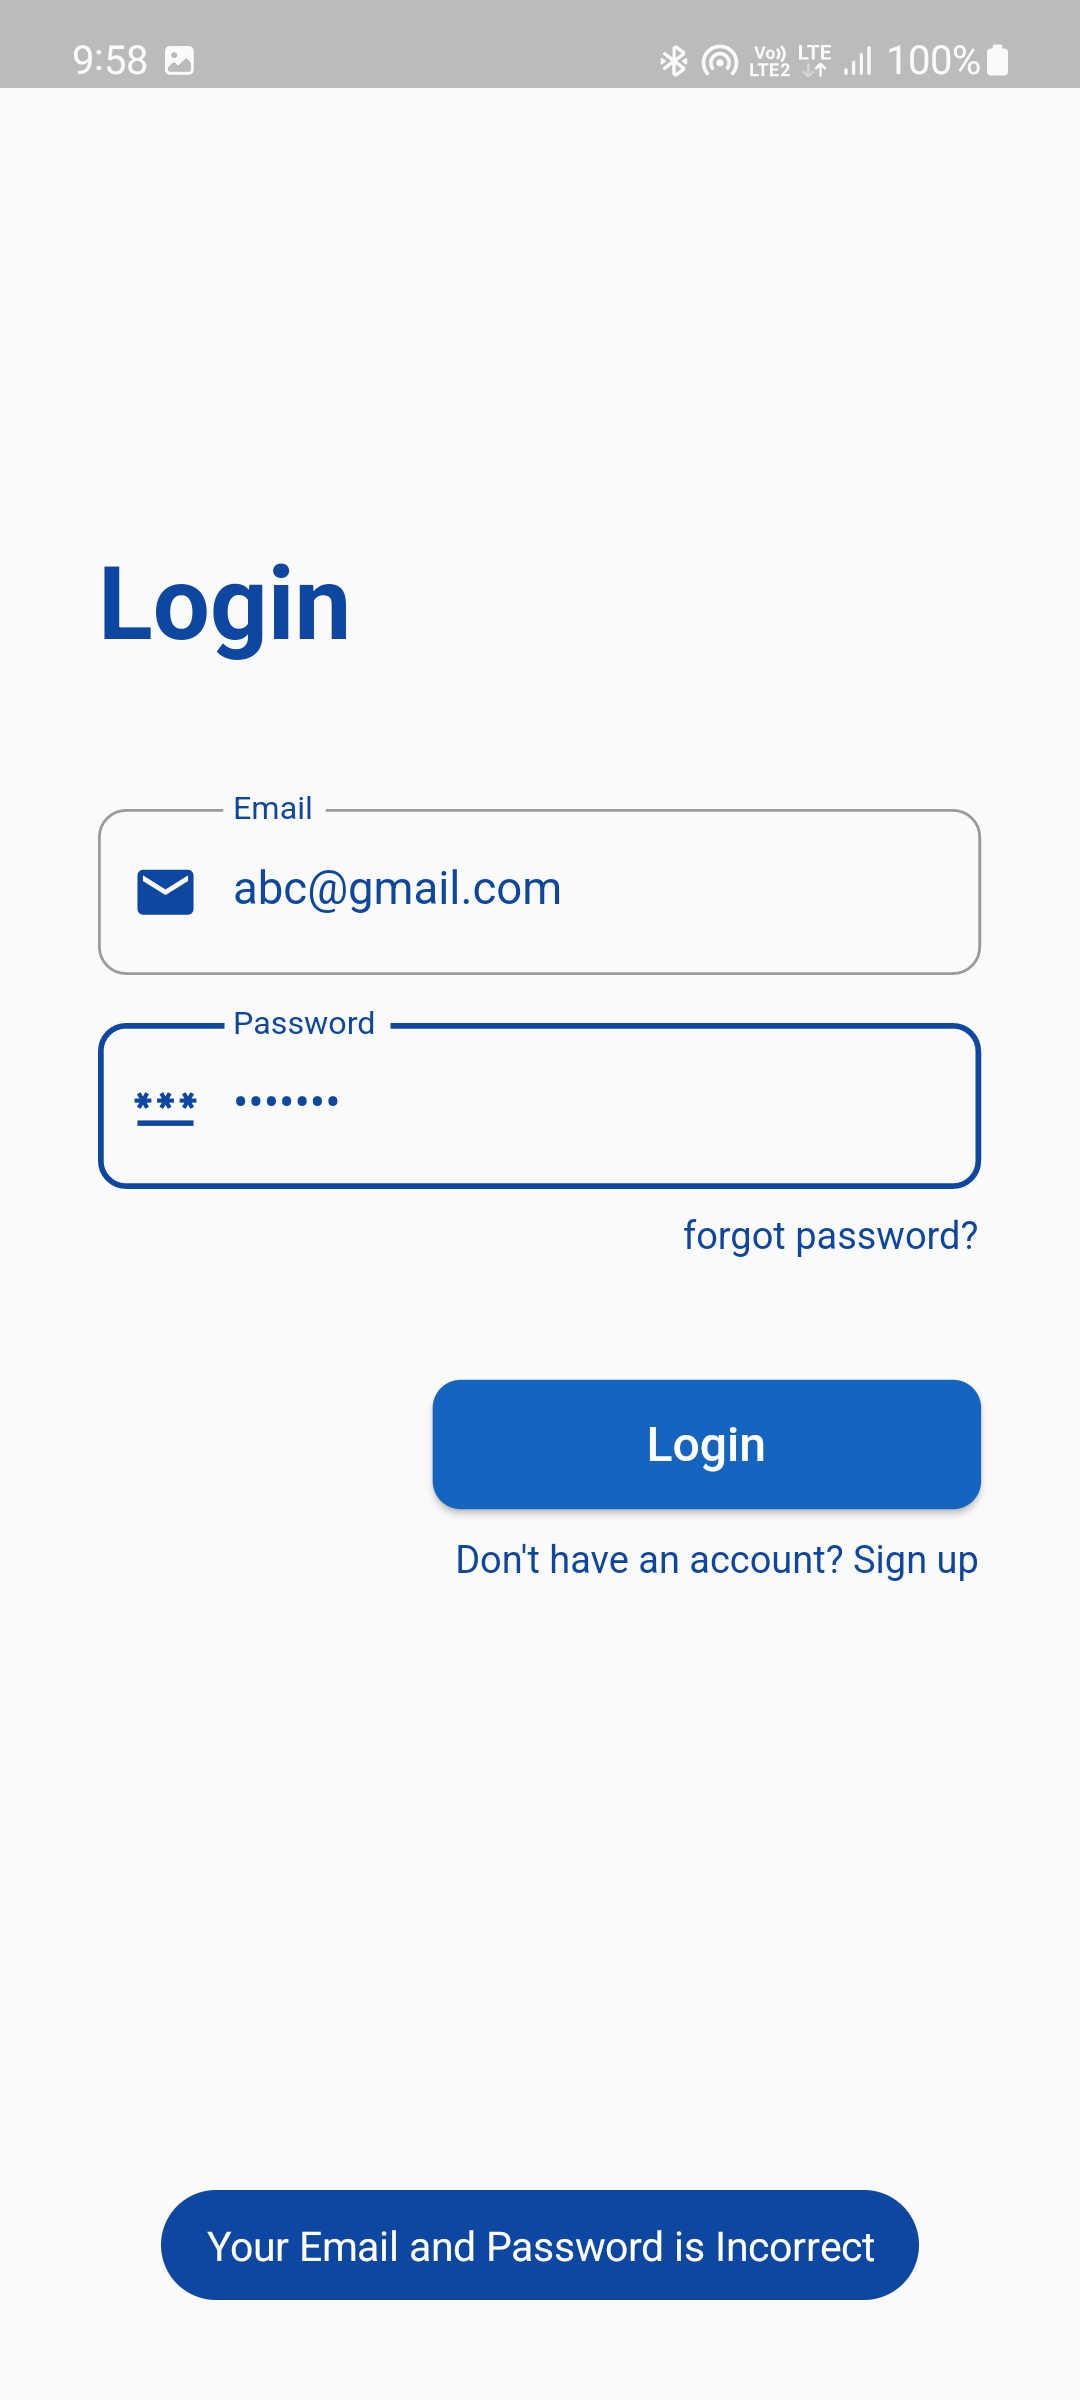 9:58 Vo)) LTE2 LTE 100%
Login
Email
abc@gmail.com
Password
•••••••
forgot password?
Login
Don't have an account? Sign up
Your Email and Password is Incorrect